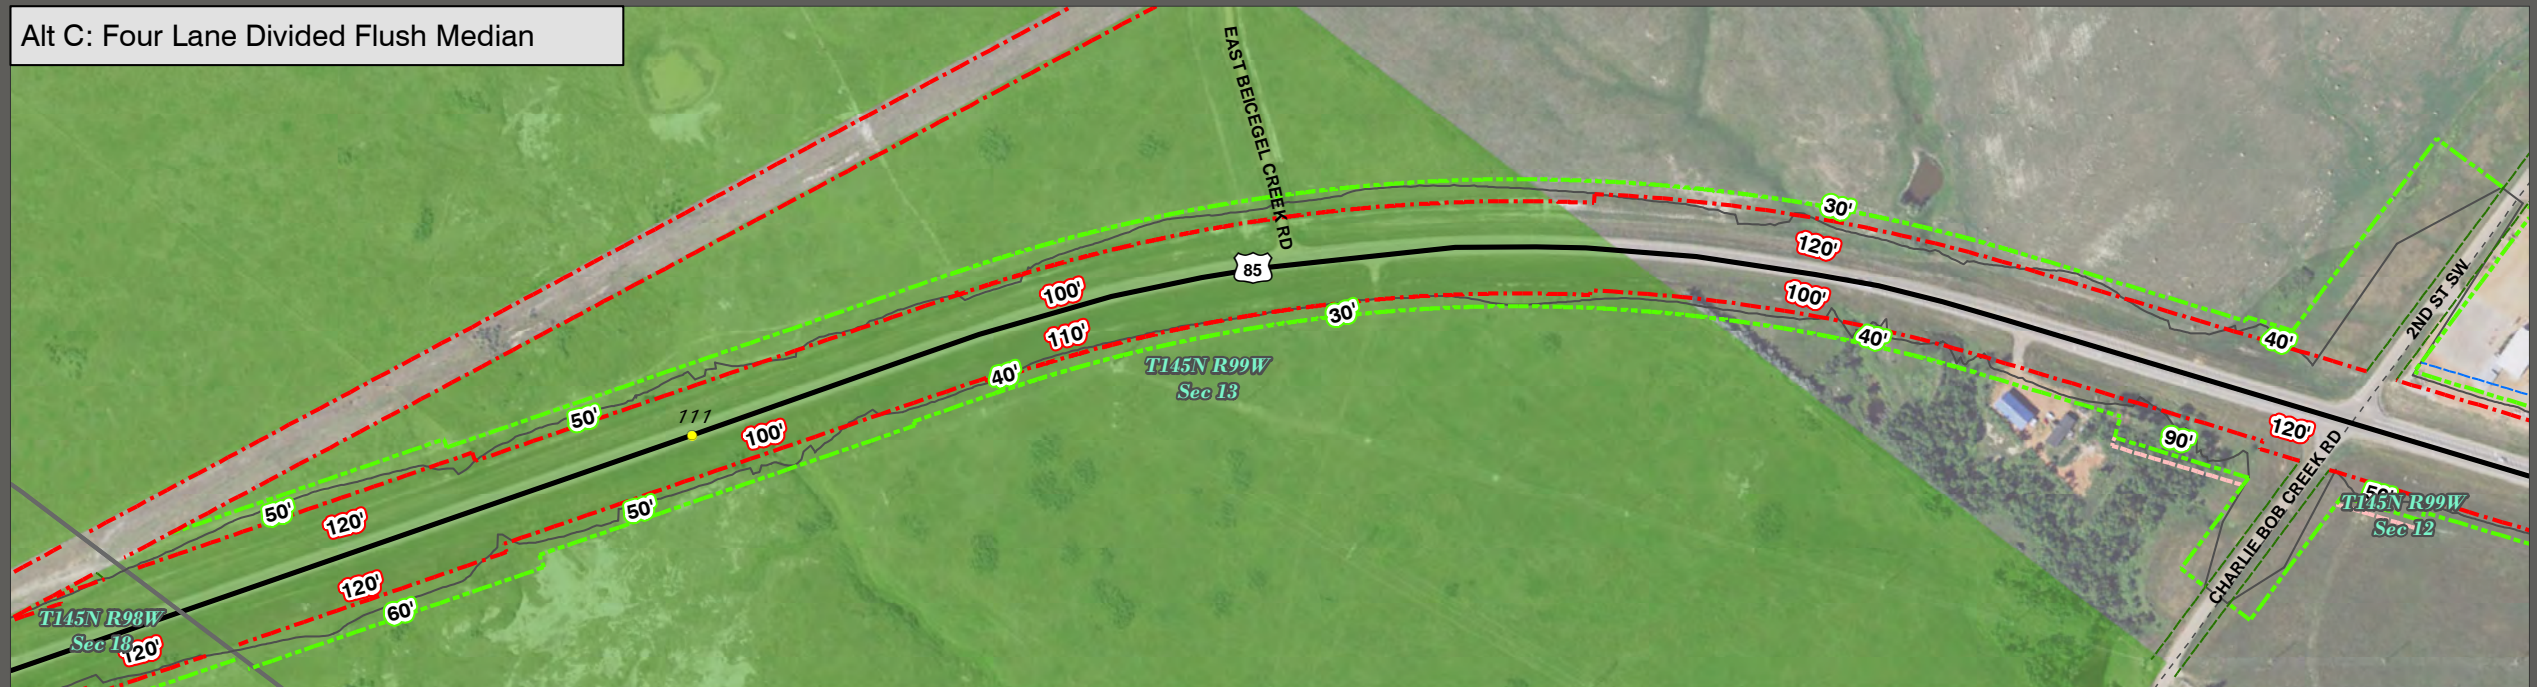 Alt C: Four Lane Divided Flush Median
EAST BEICEGEL CREEK RD
30'
120'
85
100'
100'
30'
110'
40'
40'
2ND ST SW
40'
T145N R99W
Sec 13
50'
111
100'
120'
90'
50'
120'
50'
50'
T145N R99W
Sec 12
CHARLIE BOB CREEK RD
120'
60'
T145N R98W
Sec 18
120'